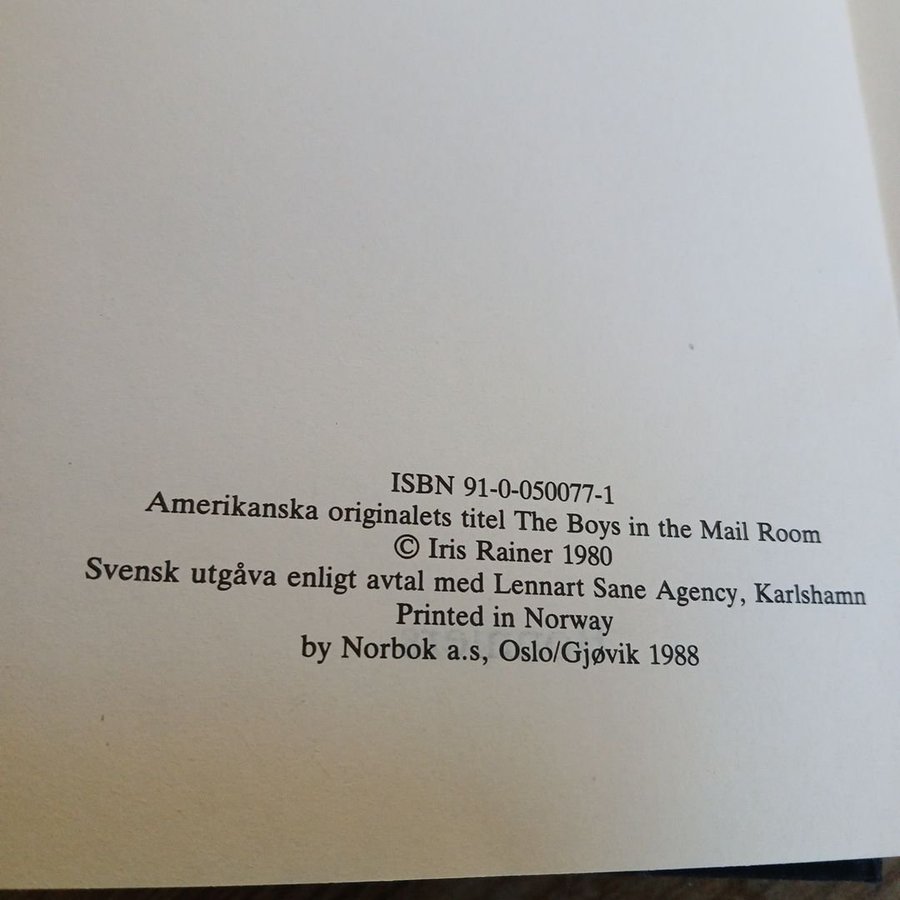 ISBN 91-0-050077-1
Amerikanska originalets titel The Boys in the Mail Room
© Iris Rainer 1980
Svensk utgåva enligt avtal med Lennart Sane Agency, Karlshamn
Printed in Norway
by Norbok a.s, Oslo/Gjøvik 1988